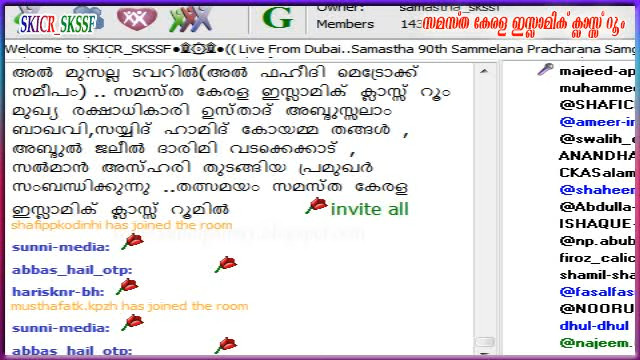 SKICR_SKSSF
Owner: samastha_skssf
Members 143
സമസ്ത കേരള ഇസ്ലാമിക് ക്ലാസ്സ് റൂം
Welcome to SKICR_SKSSF●۩۞۩●(( Live From Dubai..Samastha 90th Sammelana Pracharana Samg
അൽ മുസല്ല ടവറിൽ(അൽ ഫഹീദി മെട്രോക്ക്
സമീപം) .. സമസ്ത കേരള ഇസ്ലാമിക് ക്ലാസ്സ് റൂം
മുഖ്യ രക്ഷാധികാരി ഉസ്താദ് അബ്ദുസ്സലാം
ബാഖവി,സയ്യിദ് ഹാമിദ് കോയമ്മ തങ്ങൾ ,
അബ്ദുൽ ജലീൽ ദാരിമി വടക്കേക്കാട് ,
സൽമാൻ അസ്ഹരി തുടങ്ങിയ പ്രമുഖർ
സംബന്ധിക്കുന്നു ..തത്സമയം സമസ്ത കേരള
ഇസ്ലാമിക് ക്ലാസ്സ് റൂമിൽ invite all
shafippkodinhi has joined the room
sunni-media:
abbas_hail_otp:
harisknr-bh:
musthafatk.kpzh has joined the room
sunni-media:
abbas_hail_otp:
majeed-ap
muhamme
@SHAFIC
@ameer-in
@swalih_c
ANANDHA
CKASalam
@shaheer
@Abdulla-
ISHAQUE-
@np.abub
firoz_calic
shamil-sha
@fasalfas
@NOORU
dhul-dhul
@najeem.